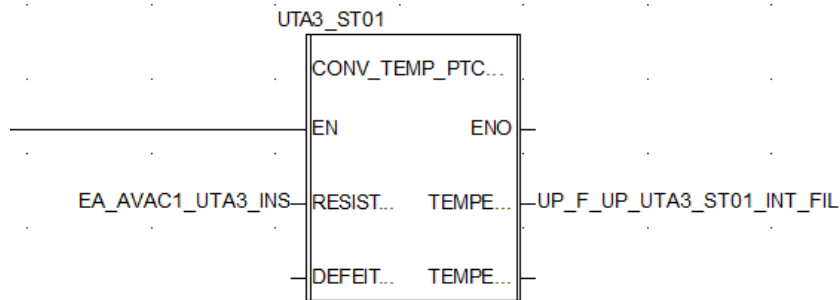 UTA3_ST01
CONV_TEMP_PTC...
EN ENO
EA_AVAC1_UTA3_INS RESIST... TEMPE... UP_F_UP_UTA3_ST01_INT_FIL
DEFEIT... TEMPE...